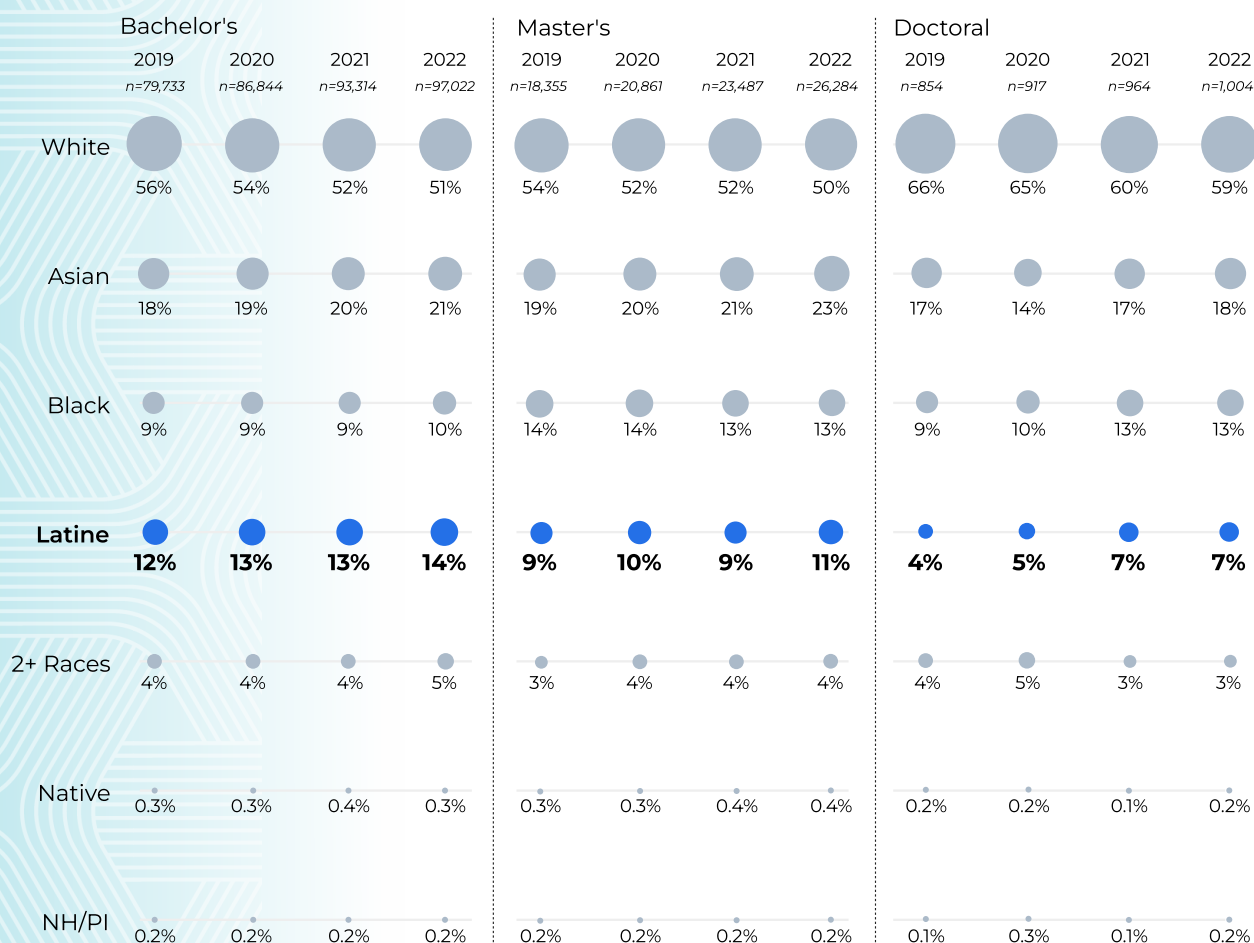 Bachelor's Master's Doctoral
2019 2020 2021 2022 2019 2020 2021 2022 2019 2020 2021 2022
n=79,733 n=86,844 n=93,314 n=97,022 n=18,355 n=20,861 n=23,487 n=26,284 n=854 n=917 n=964 n=1,004
White
56% 54% 52% 51% 54% 52% 52% 50% 66% 65% 60% 59%
Asian
18% 19% 20% 21% 19% 20% 21% 23% 17% 14% 17% 18%
Black
9% 9% 9% 10% 14% 14% 13% 13% 9% 10% 13% 13%
Latine
12% 13% 13% 14% 9% 10% 9% 11% 4% 5% 7% 7%
2+ Races
4% 4% 4% 5% 3% 4% 4% 4% 4% 5% 3% 3%
Native
0.3% 0.3% 0.4% 0.3% 0.3% 0.3% 0.4% 0.4% 0.2% 0.2% 0.1% 0.2%
NH/PI
0.2% 0.2% 0.2% 0.2% 0.2% 0.2% 0.2% 0.2% 0.1% 0.3% 0.2% 0.2%